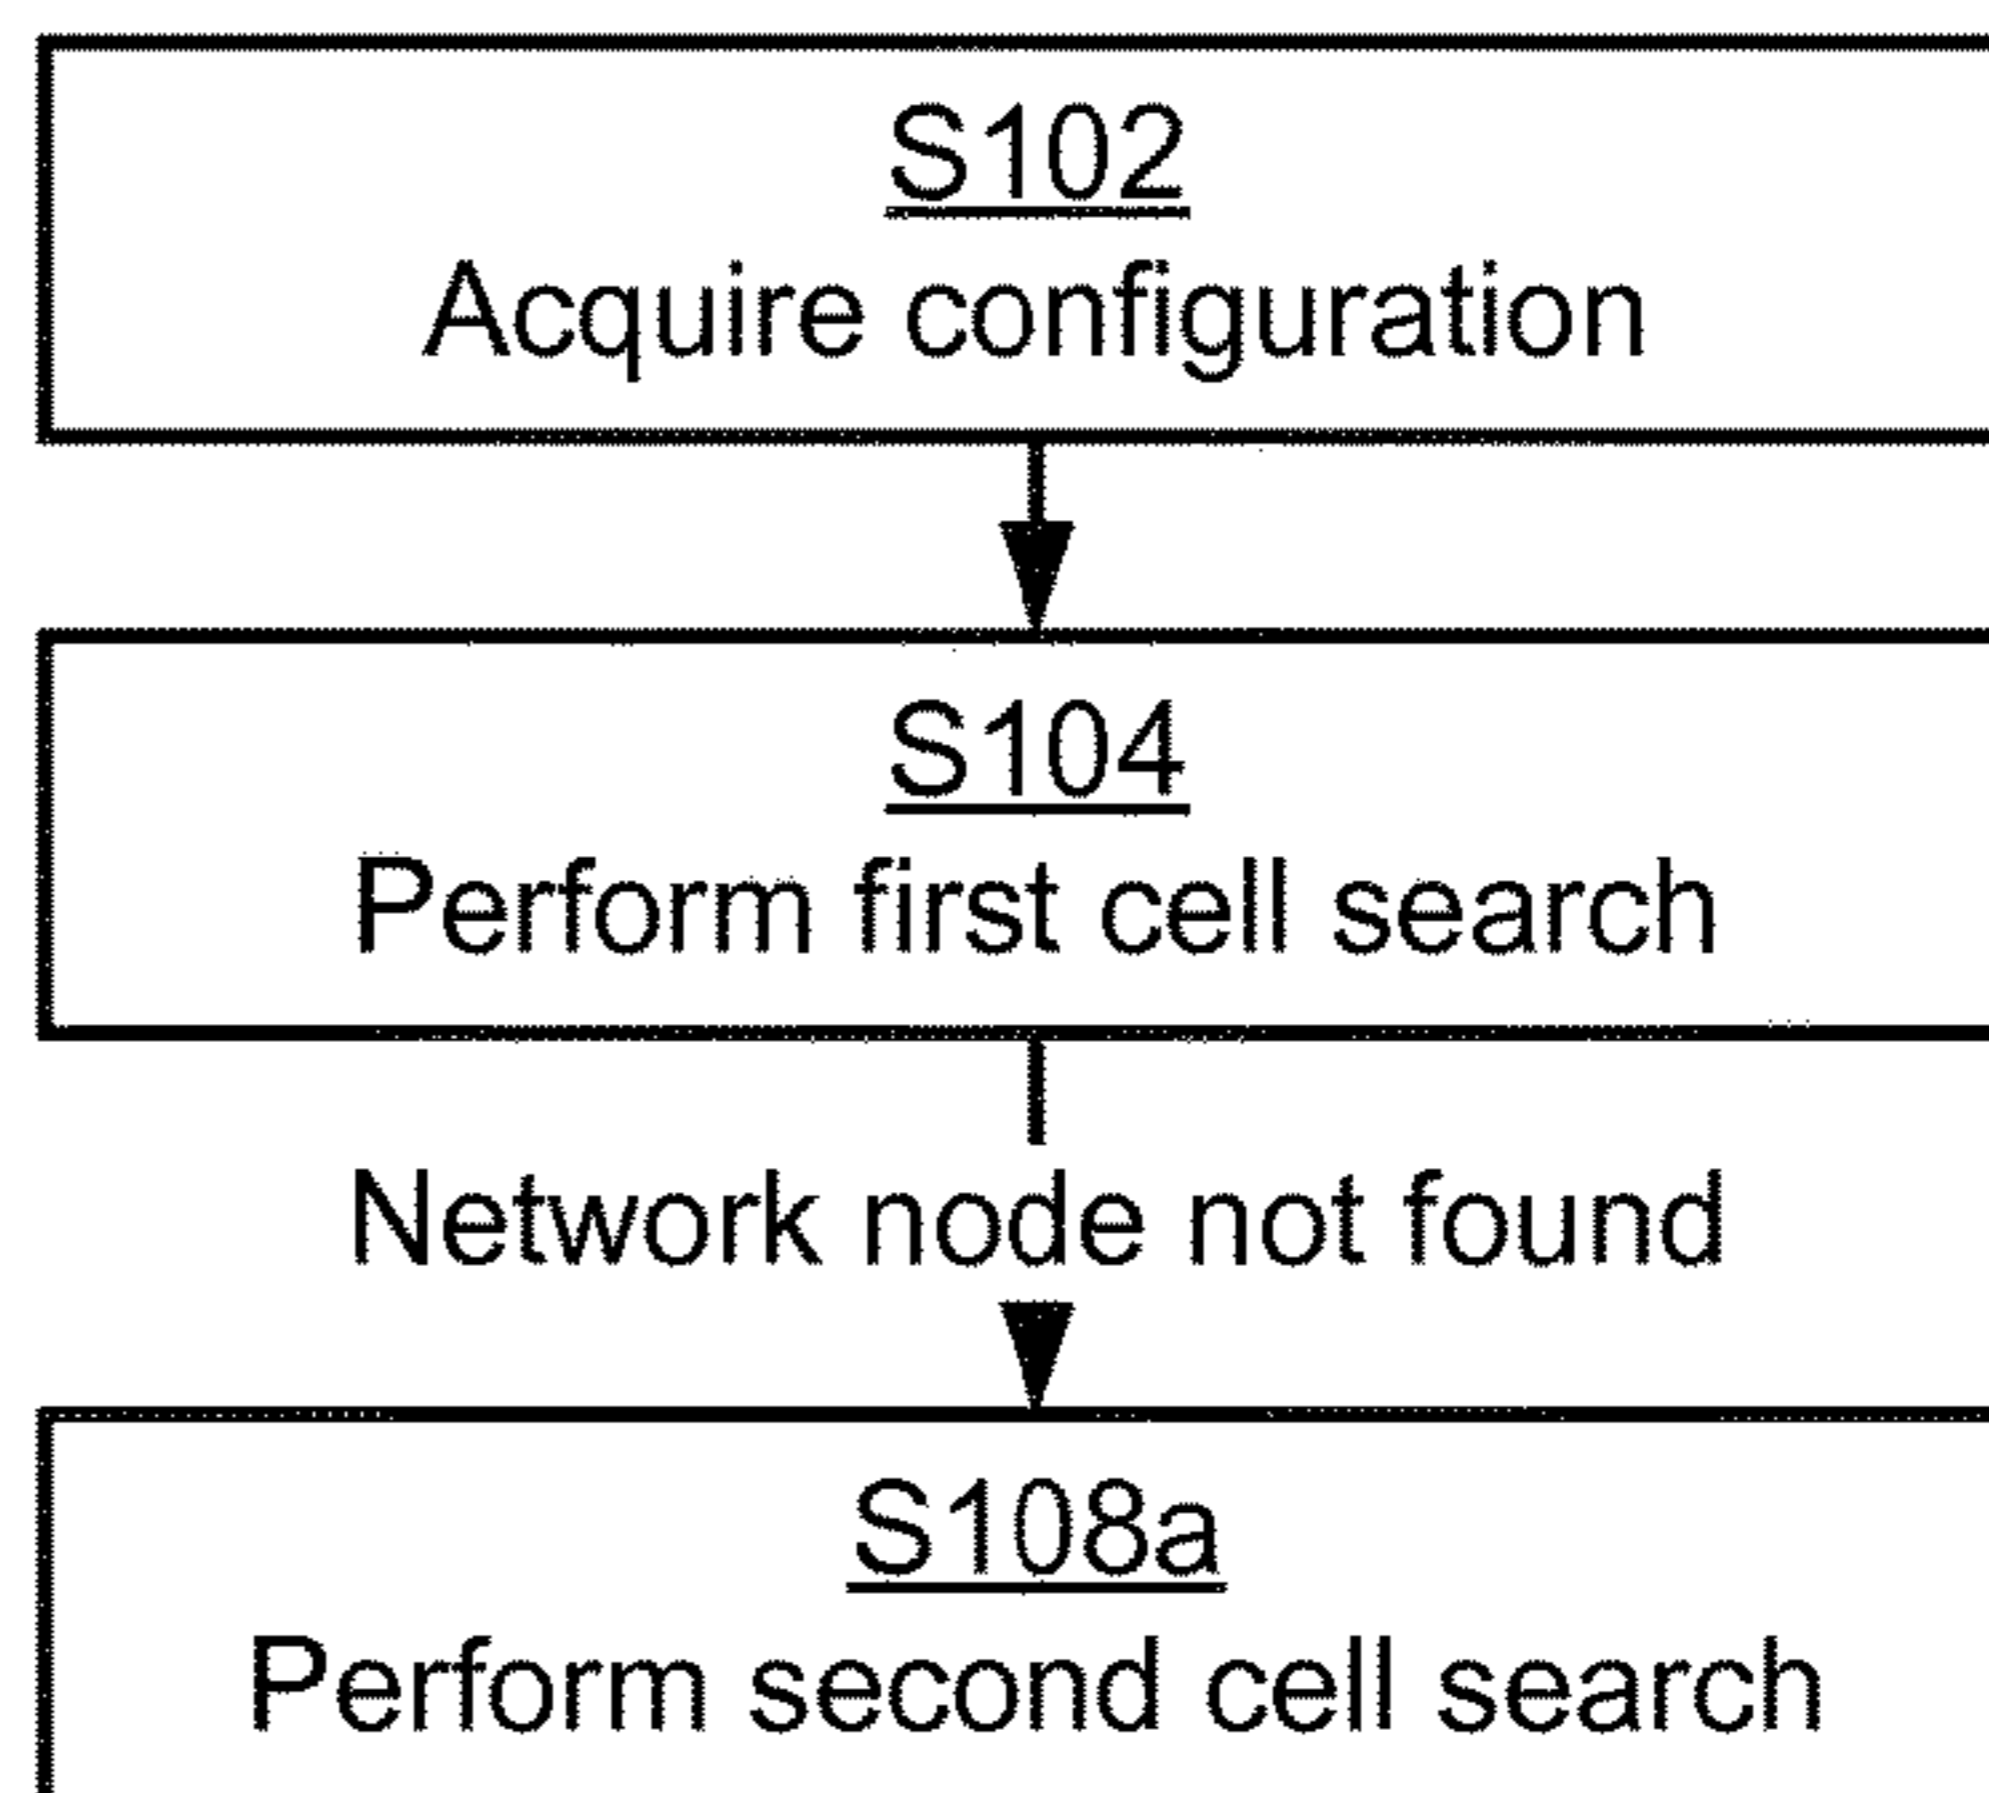 S102
Acquire configuration
S104
Perform first cell search
Network node not found
S108a
Perform second cell search